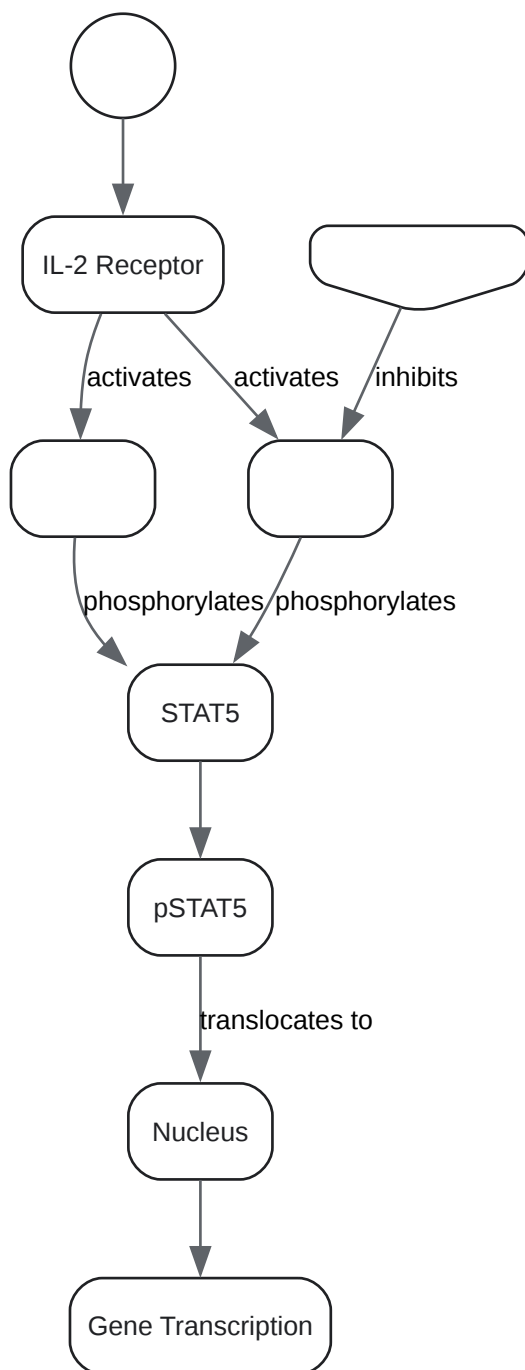 IL-2 Receptor
activates
activates
inhibits
phosphorylates
phosphorylates
STAT5
pSTAT5
translocates to
Nucleus
Gene Transcription